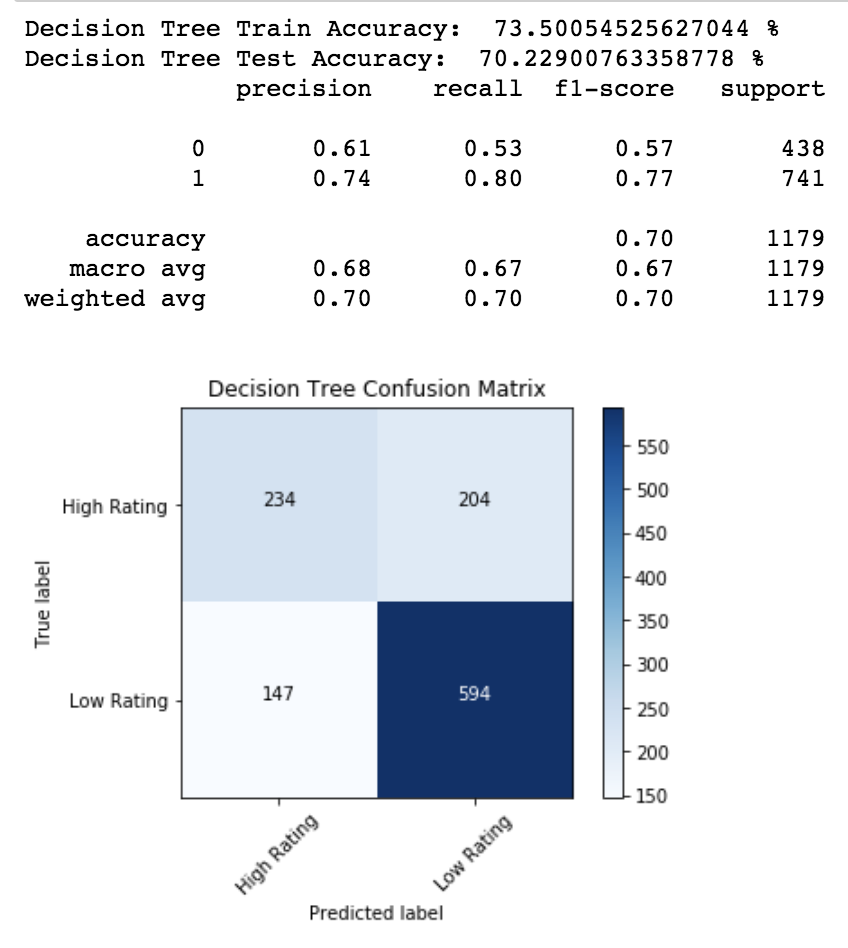 Decision Tree Train Accuracy:  73.50054525627044 %
Decision Tree Test Accuracy:  70.22900763358778 %
precision recall f1-score support
0 0.61 0.53 0.57 438
1 0.74 0.80 0.77 741
accuracy 0.70 1179
macro avg 0.68 0.67 0.67 1179
weighted avg 0.70 0.70 0.70 1179
Decision Tree Confusion Matrix
High Rating 234 204
Low Rating 147 594
True label
High Rating Low Rating
Predicted label
550
500
450
400
350
300
250
200
150